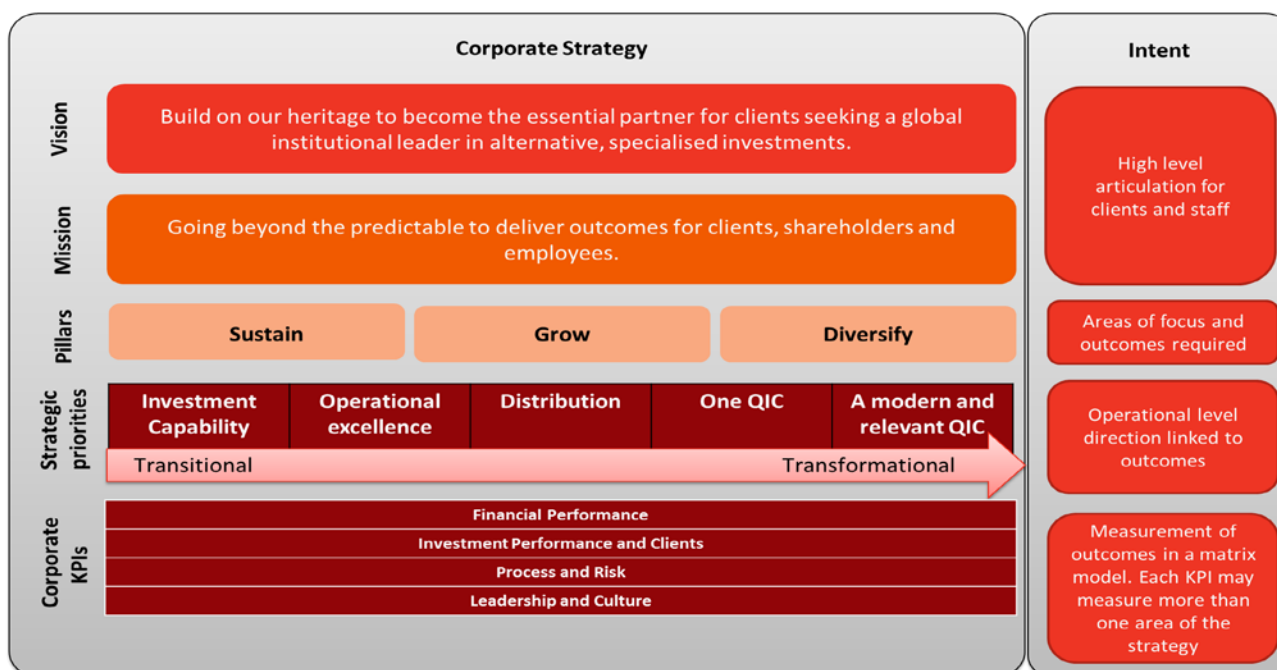 Corporate Strategy
Intent
Vision
Build on our heritage to become the essential partner for clients seeking a global
institutional leader in alternative, specialised investments.
High level
articulation for
clients and staff
Mission
Going beyond the predictable to deliver outcomes for clients, shareholders and
employees.
Pillars
Sustain
Grow
Diversify
Areas of focus and
outcomes required
Strategic
priorities
Investment
Capability
Operational
excellence
Distribution
One QIC
A modern and
relevant QIC
Transitional
Transformational
Operational level
direction linked to
outcomes
Corporate
KPIs
Financial Performance
Investment Performance and Clients
Process and Risk
Leadership and Culture
Measurement of
outcomes in a matrix
model. Each KPI may
measure more than
one area of the
strategy